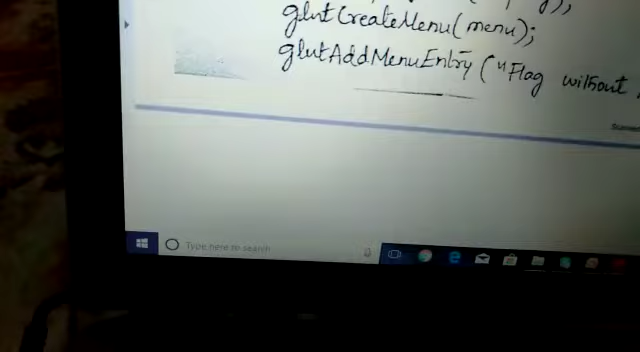 glutCreateMenu(menu);
glutAddMenuEntry("Flag without
Type here to search